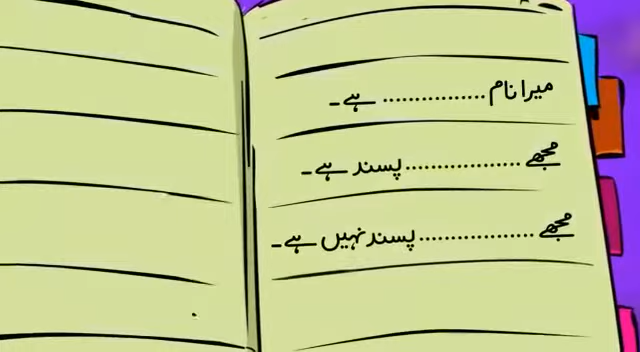 میرا نام ................ ہے۔
مجھے ................... پسند ہے۔
مجھے ................... پسند نہیں ہے۔